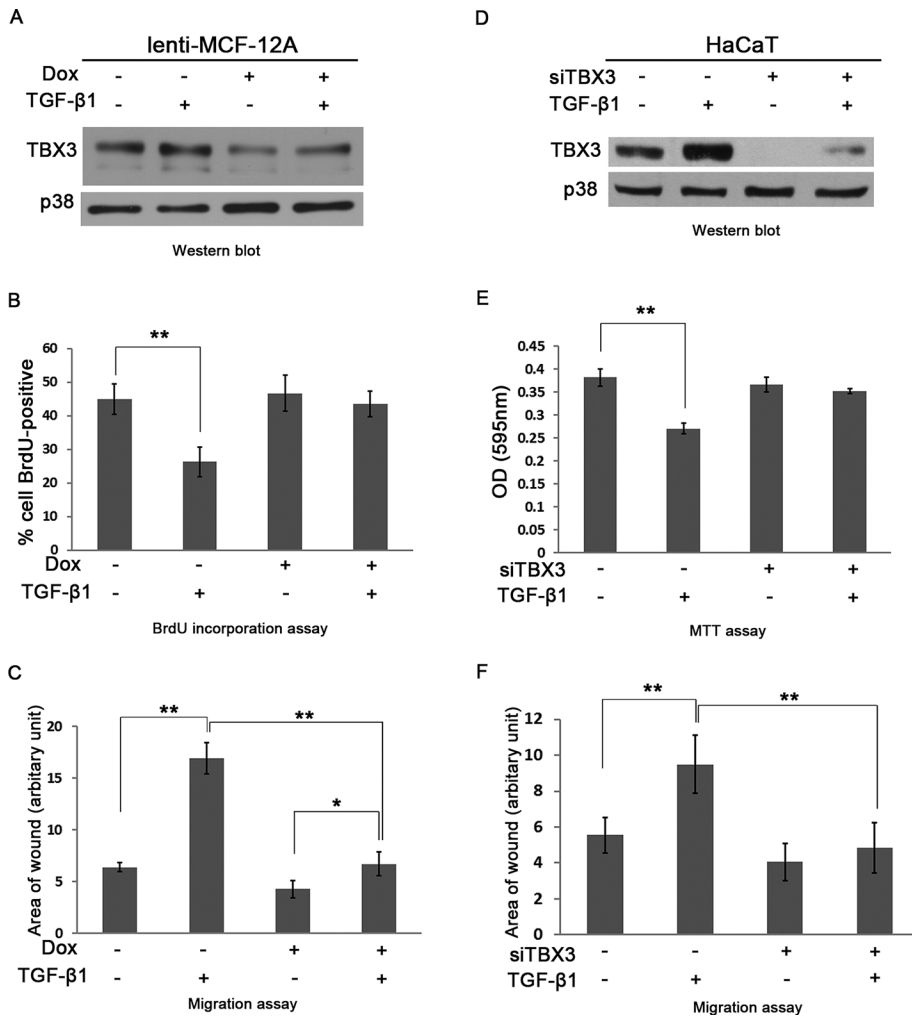 A
lenti-MCF-12A
Dox - - + +
TGF-β1 - + - +
TBX3
p38
Western blot
B
**
% cell BrdU-positive
60
50
40
30
20
10
0
Dox - - + +
TGF-β1 - + - +
BrdU incorporation assay
C
** **
*
Area of wound (arbitary unit)
20
15
10
5
0
Dox - - + +
TGF-β1 - + - +
Migration assay
D
HaCaT
siTBX3 - - + +
TGF-β1 - + - +
TBX3
p38
Western blot
E
**
OD (595nm)
0.45
0.4
0.35
0.3
0.25
0.2
0.15
0.1
0.05
0
siTBX3 - - + +
TGF-β1 - + - +
MTT assay
F
** **
Area of wound (arbitary unit)
12
10
8
6
4
2
0
siTBX3 - - + +
TGF-β1 - + - +
Migration assay